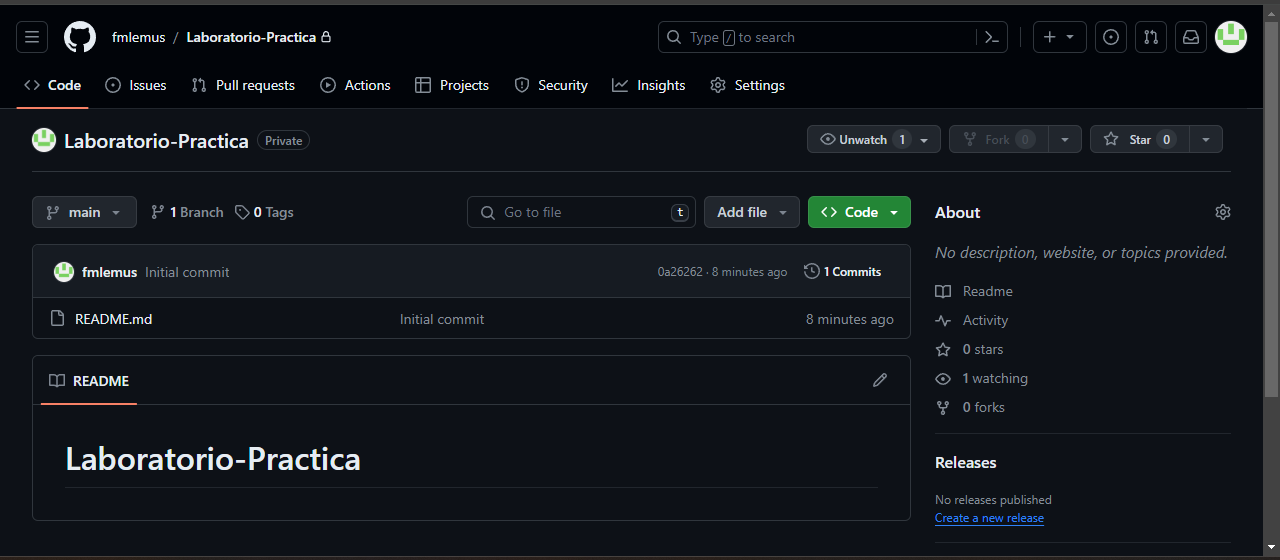 fmlemus / Laboratorio-Practica
Type / to search
Code
Issues
Pull requests
Actions
Projects
Security
Insights
Settings
Laboratorio-Practica Private
Unwatch 1
Fork 0
Star 0
main
1 Branch
0 Tags
Go to file t
Add file
Code
fmlemus Initial commit
0a26262 · 8 minutes ago
1 Commits
README.md Initial commit 8 minutes ago
README
Laboratorio-Practica
About
No description, website, or topics provided.
Readme
Activity
0 stars
1 watching
0 forks
Releases
No releases published
Create a new release